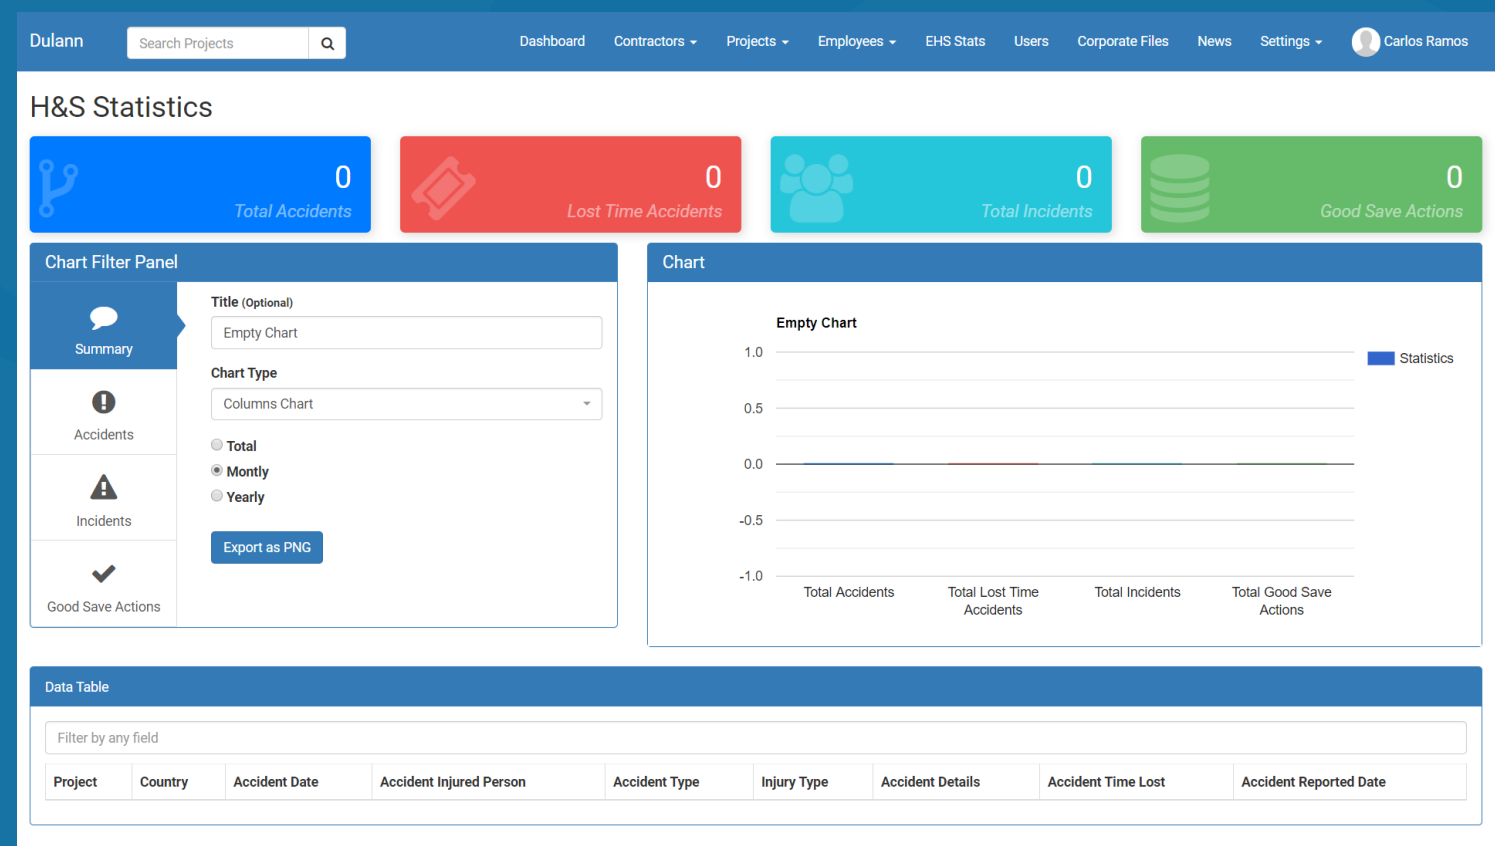 Dulann
Search Projects
Dashboard Contractors Projects Employees EHS Stats Users Corporate Files News Settings Carlos Ramos
H&S Statistics
0
Total Accidents
0
Lost Time Accidents
0
Total Incidents
0
Good Save Actions
Chart Filter Panel
Summary
Accidents
Incidents
Good Save Actions
Title (Optional)
Empty Chart
Chart Type
Columns Chart
Total
Montly
Yearly
Export as PNG
Chart
Empty Chart
1.0
0.5
0.0
-0.5
-1.0
Total Accidents
Total Lost Time
Accidents
Total Incidents
Total Good Save
Actions
Statistics
Data Table
Filter by any field
Project Country Accident Date Accident Injured Person Accident Type Injury Type Accident Details Accident Time Lost Accident Reported Date